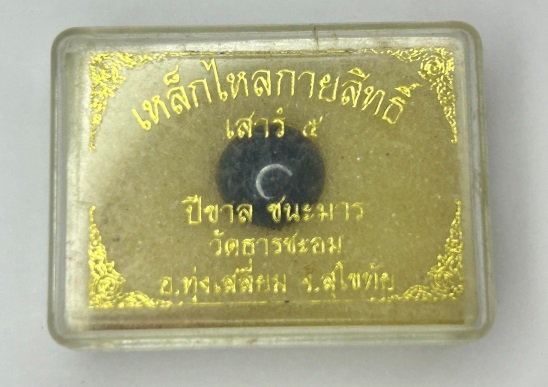 เหล็กไหลกายสิทธิ์
เสาร์ ๕
ปีขาล ชนะมาร
วัดธารชะอม
อ.ทุ่งเสลี่ยม จ.สุโขทัย